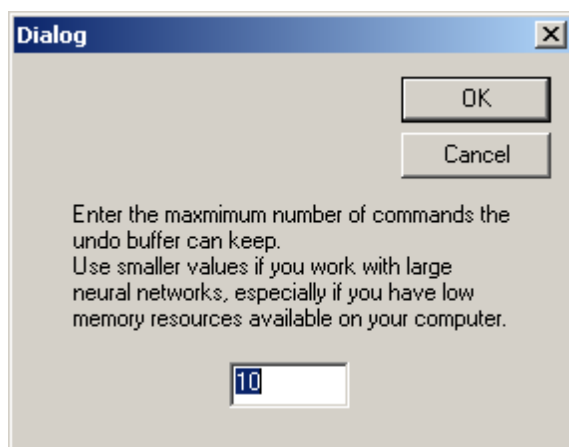 Dialog
OK
Cancel
Enter the maxmimum number of commands the
undo buffer can keep.
Use smaller values if you work with large
neural networks, especially if you have low
memory resources available on your computer.
10